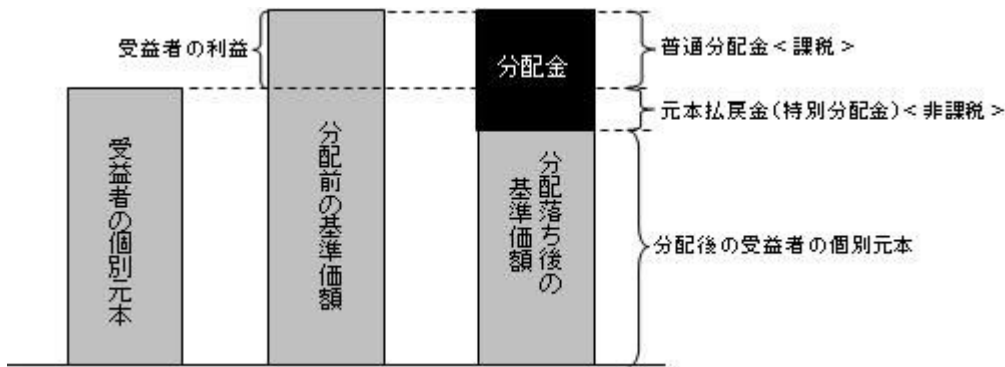 受益者の利益
受益者の個別元本
分配前の基準価額
分配金
分配落ち後の
基準価額
普通分配金<課税>
元本払戻金(特別分配金)<非課税>
分配後の受益者の個別元本